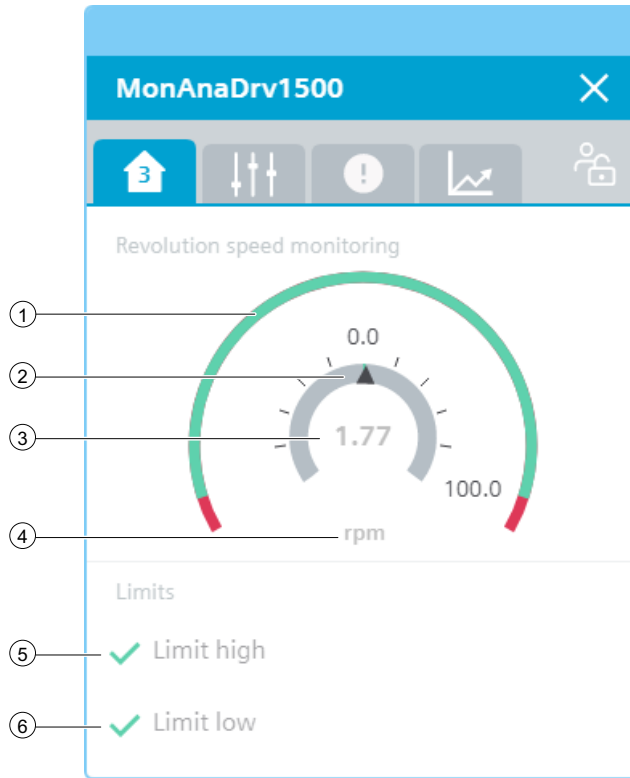 MonAnaDrv1500
3
!
Revolution speed monitoring
1
0.0
2
3
1.77
100.0
4
rpm
Limits
5
Limit high
6
Limit low